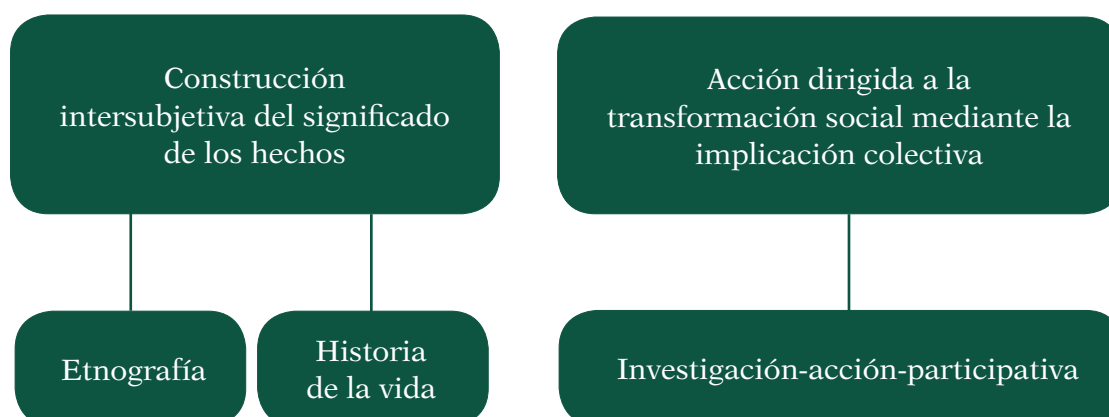 Construcción
intersubjetiva del significado
de los hechos
Acción dirigida a la
transformación social mediante la
implicación colectiva
Etnografía
Historia
de la vida
Investigación-acción-participativa